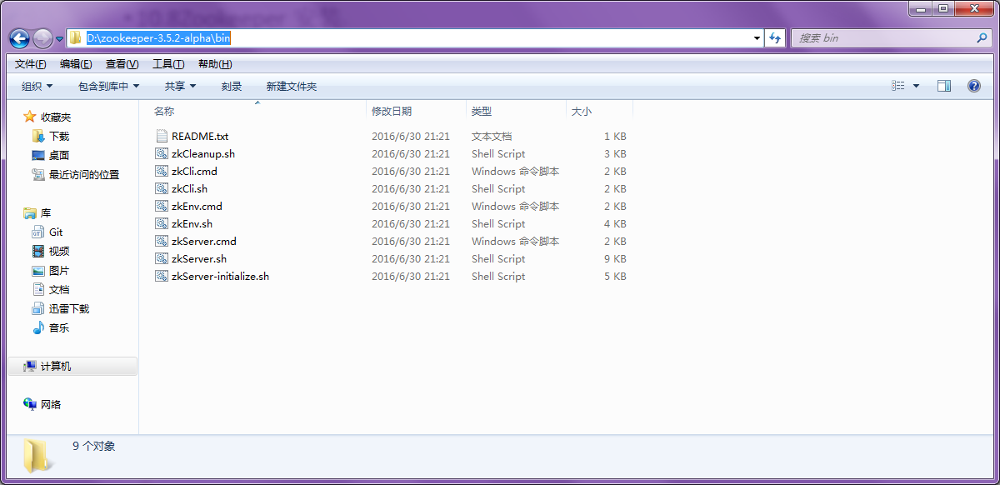 D:\zookeeper-3.5.2-alpha\bin
搜索 bin
文件(F) 编辑(E) 查看(V) 工具(T) 帮助(H)
组织 包含到库中 共享 刻录 新建文件夹
收藏夹
下载
桌面
最近访问的位置
库
Git
视频
图片
文档
迅雷下载
音乐
计算机
网络
名称 修改日期 类型 大小
README.txt 2016/6/30 21:21 文本文档 1 KB
zkCleanup.sh 2016/6/30 21:21 Shell Script 3 KB
zkCli.cmd 2016/6/30 21:21 Windows 命令脚本 2 KB
zkCli.sh 2016/6/30 21:21 Shell Script 2 KB
zkEnv.cmd 2016/6/30 21:21 Windows 命令脚本 2 KB
zkEnv.sh 2016/6/30 21:21 Shell Script 4 KB
zkServer.cmd 2016/6/30 21:21 Windows 命令脚本 2 KB
zkServer.sh 2016/6/30 21:21 Shell Script 9 KB
zkServer-initialize.sh 2016/6/30 21:21 Shell Script 5 KB
9 个对象